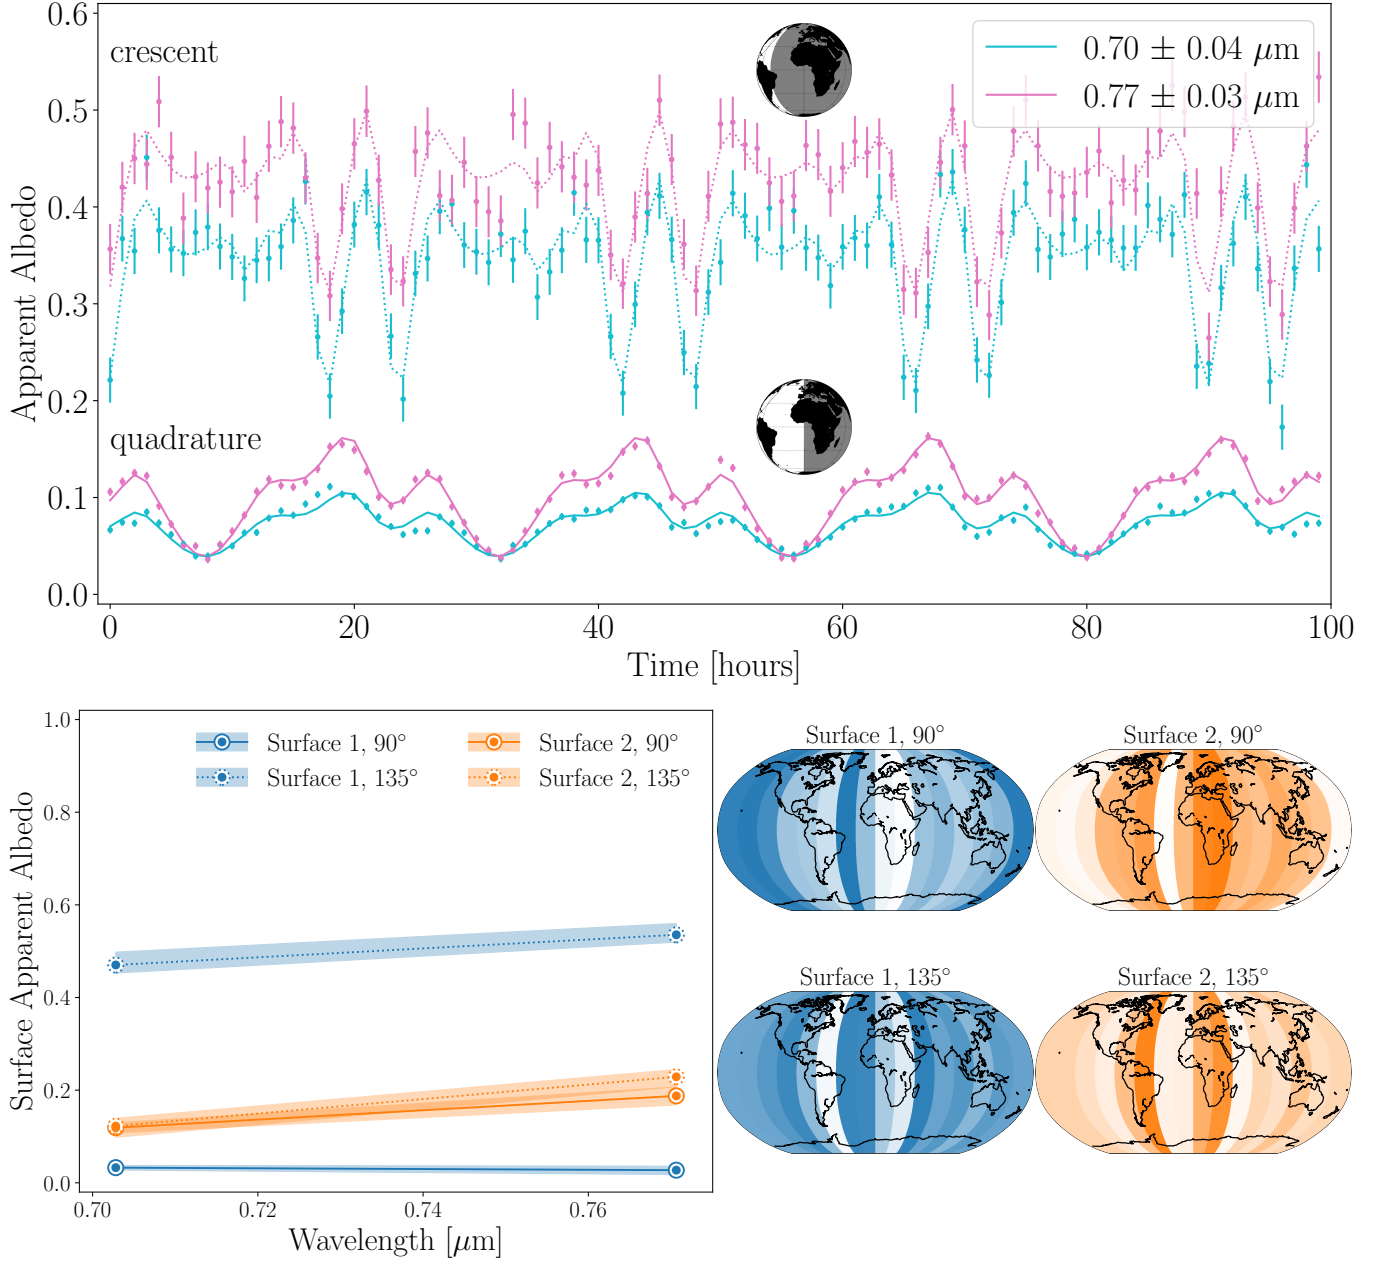 0.6
0.5
0.4
0.3
0.2
0.1
0.0
Apparent Albedo
crescent
quadrature
0.70 ± 0.04 μm
0.77 ± 0.03 μm
0 20 40 60 80 100
Time [hours]
1.0
0.8
0.6
0.4
0.2
0.0
Surface Apparent Albedo
Surface 1, 90°
Surface 1, 135°
Surface 2, 90°
Surface 2, 135°
0.70 0.72 0.74 0.76
Wavelength [μm]
Surface 1, 90°
Surface 2, 90°
Surface 1, 135°
Surface 2, 135°